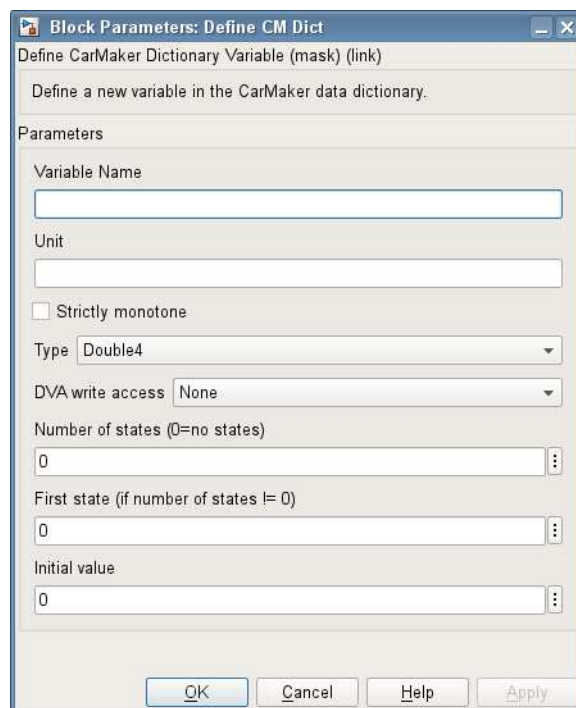 Block Parameters: Define CM Dict
Define CarMaker Dictionary Variable (mask) (link)
Define a new variable in the CarMaker data dictionary.
Parameters
Variable Name
Unit
Strictly monotone
Type Double4
DVA write access None
Number of states (0=no states)
0
First state (if number of states != 0)
0
Initial value
0
OK Cancel Help Apply